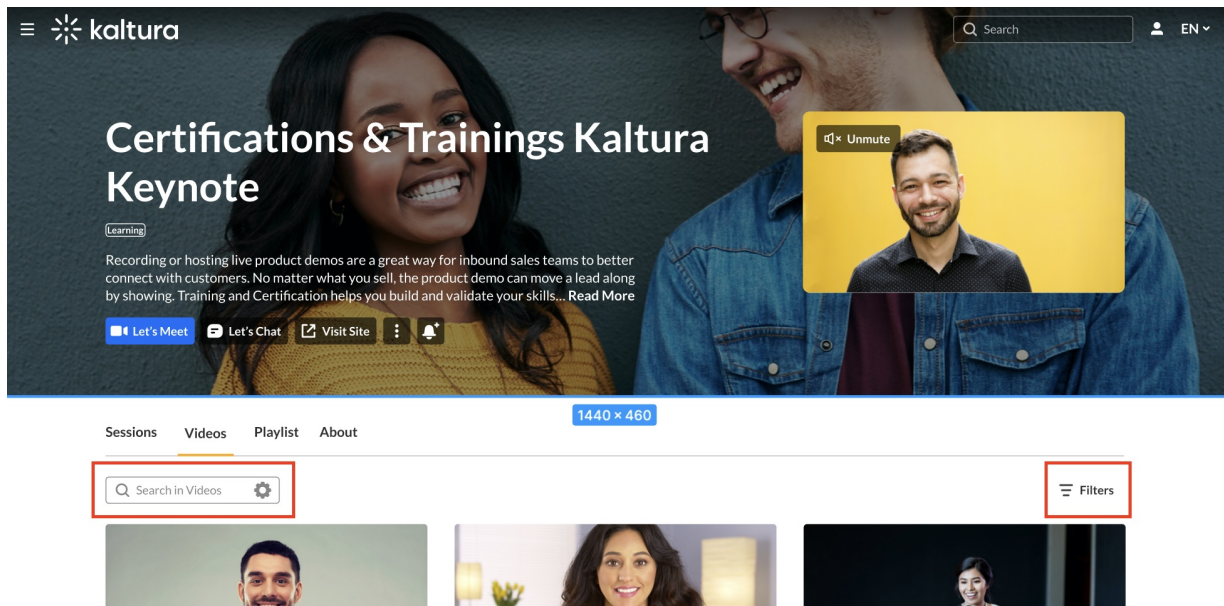 kaltura
Search
EN
Certifications & Trainings Kaltura
Keynote
Unmute
Learning
Recording or hosting live product demos are a great way for inbound sales teams to better
connect with customers. No matter what you sell, the product demo can move a lead along
by showing. Training and Certification helps you build and validate your skills... Read More
Let's Meet
Let's Chat
Visit Site
1440 × 460
Sessions
Videos
Playlist
About
Search in Videos
Filters